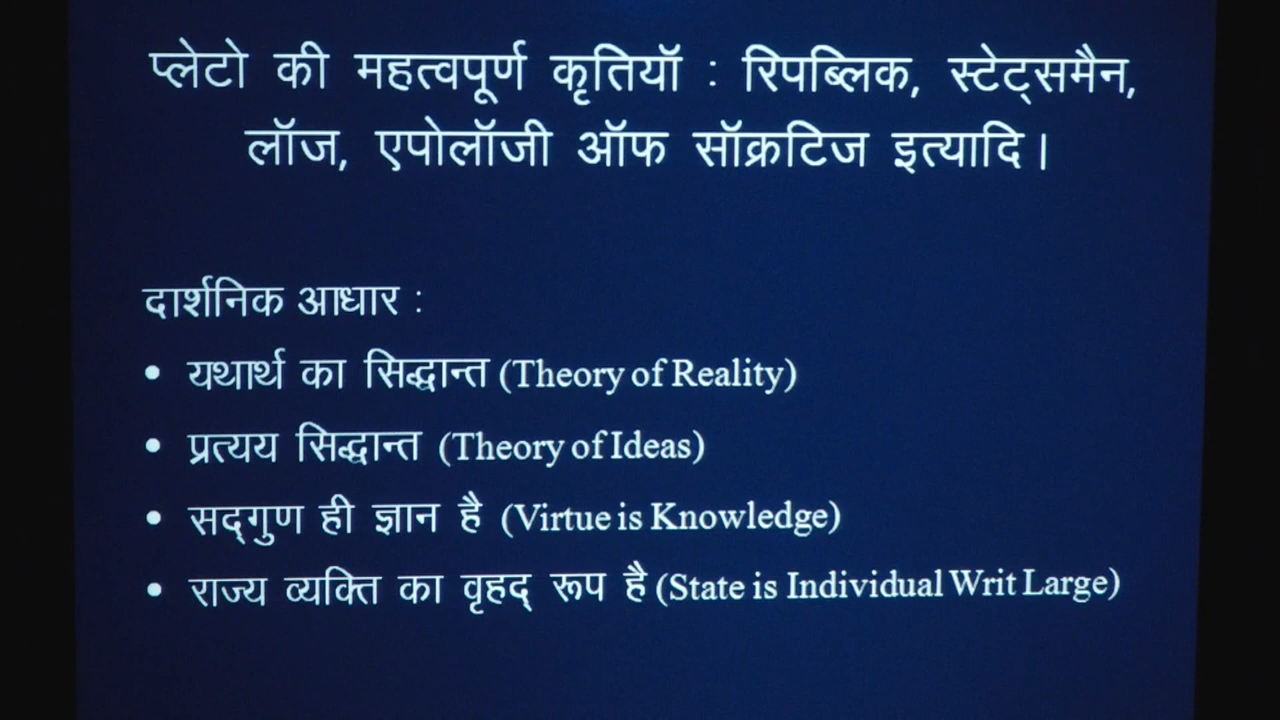 प्लेटो की महत्वपूर्ण कृतियॉ : रिपब्लिक, स्टेट्समैन,
लॉज, एपोलॉजी ऑफ सॉक्रटिज इत्यादि।
दार्शनिक आधार :
• यथार्थ का सिद्धान्त (Theory of Reality)
• प्रत्यय सिद्धान्त (Theory of Ideas)
• सद्‌गुण ही ज्ञान है (Virtue is Knowledge)
• राज्य व्यक्ति का वृहद् रूप है (State is Individual Writ Large)